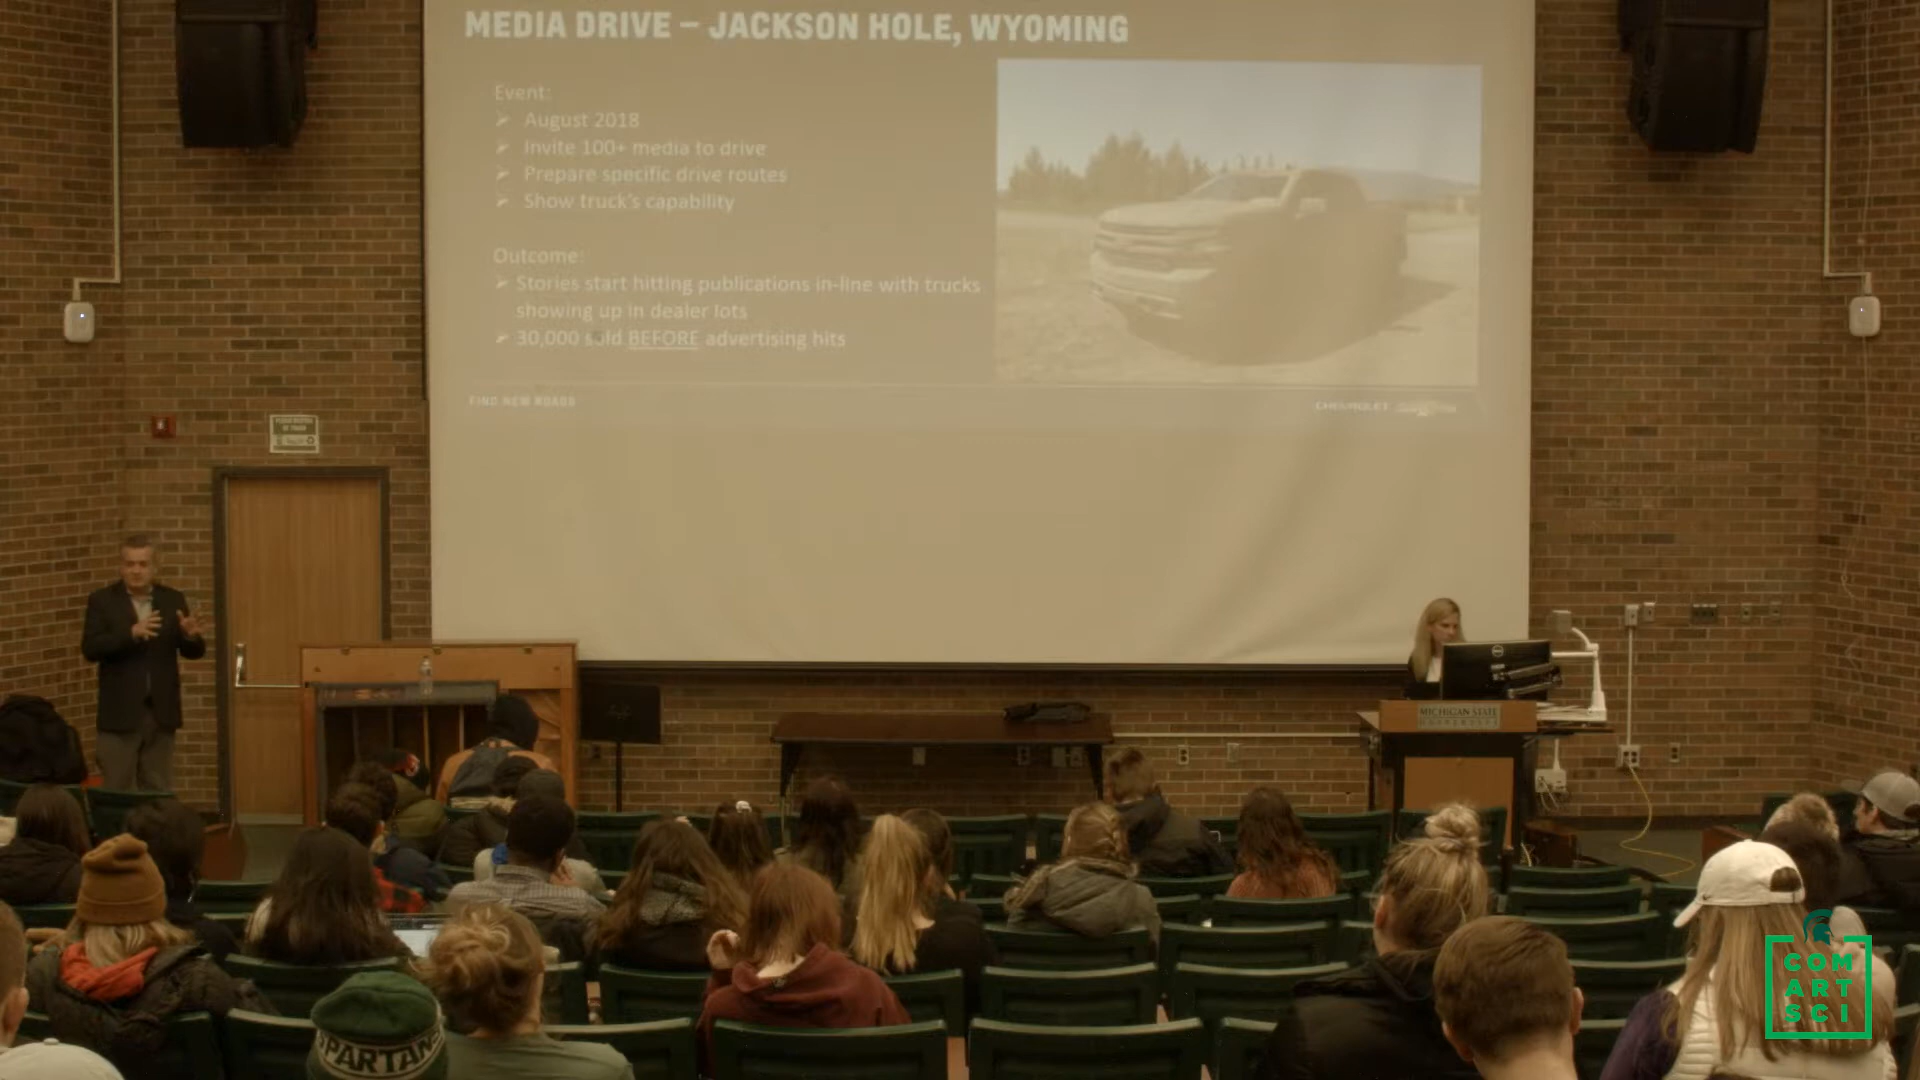 MEDIA DRIVE – JACKSON HOLE, WYOMING
Event:
➢ August 2018
➢ Invite 100+ media to drive
➢ Prepare specific drive routes
➢ Show truck's capability
Outcome:
➢ Stories start hitting publications in-line with trucks
showing up in dealer lots
➢ 30,000 sold BEFORE advertising hits
FIND NEW ROADS
CHEVROLET
MICHIGAN STATE
UNIVERSITY
SPARTANS
COM
ART
SCI